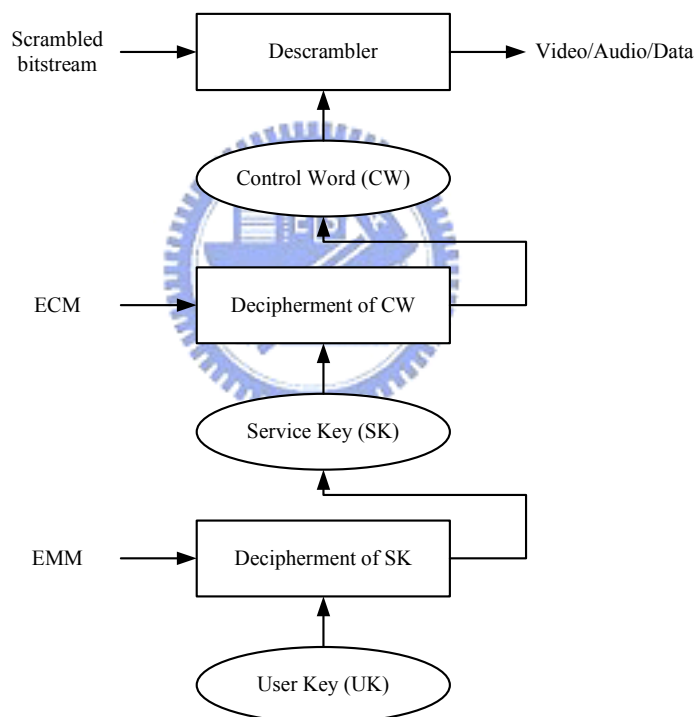 Scrambled
bitstream
Descrambler
Video/Audio/Data
Control Word (CW)
ECM
Decipherment of CW
Service Key (SK)
EMM
Decipherment of SK
User Key (UK)